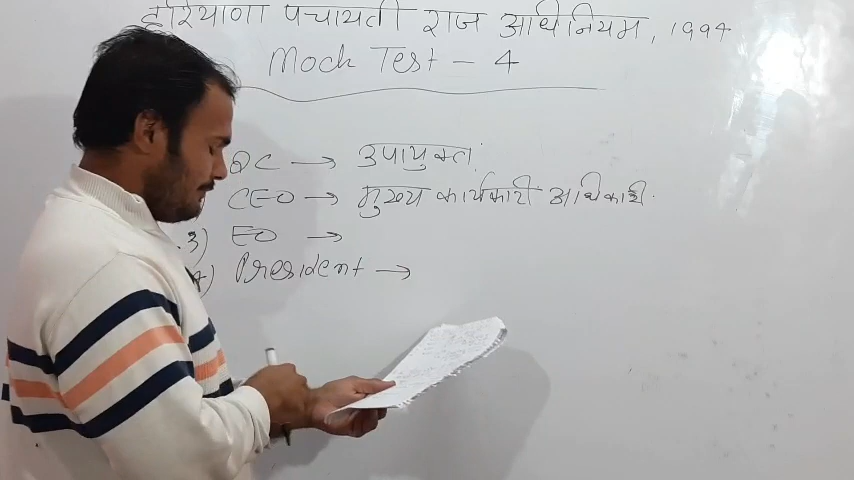 हरियाणा पंचायती राज अधिनियम, 1994
Mock Test - 4
DC → उपायुक्त
CEO → मुख्य कार्यकारी अधिकारी
3) EO →
4) President →